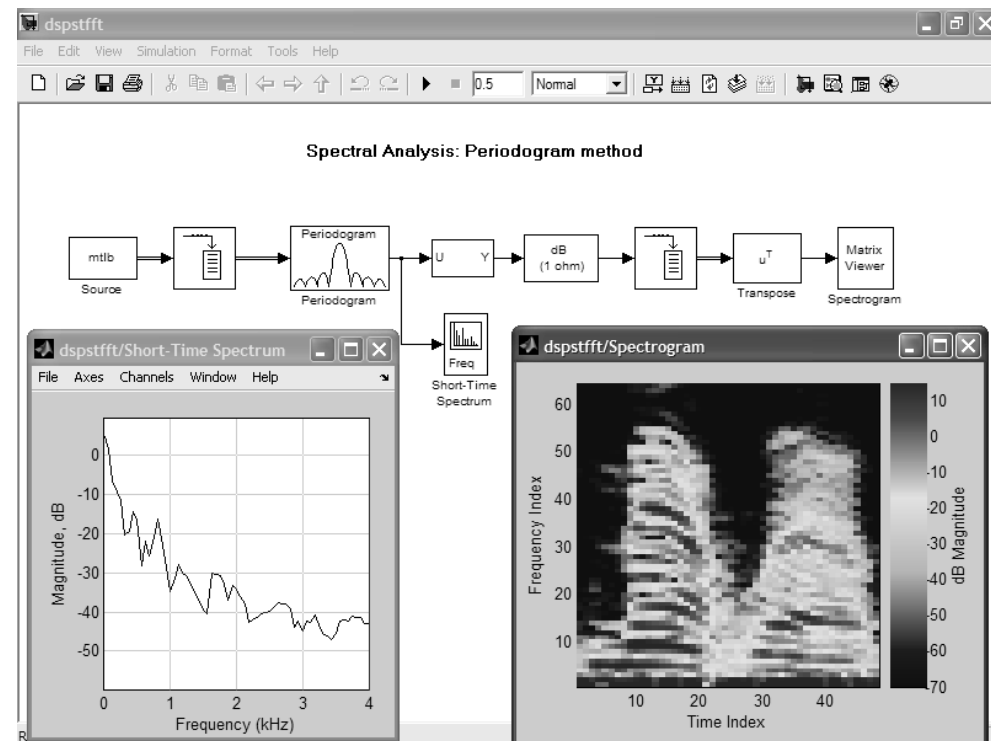 dspstfft
File Edit View Simulation Format Tools Help
0.5 Normal
Spectral Analysis: Periodogram method
mtlb
Source
Periodogram
Periodogram
U Y
dB
(1 ohm)
uT
Transpose
Matrix
Viewer
Spectrogram
Freq
Short-Time
Spectrum
dspstfft/Short-Time Spectrum
File Axes Channels Window Help
0
-10
-20
-30
-40
-50
Magnitude, dB
0 1 2 3 4
Frequency (kHz)
dspstfft/Spectrogram
60
50
40
30
20
10
Frequency Index
10 20 30 40
Time Index
10
0
-10
-20
-30
-40
-50
-60
-70
dB Magnitude
R